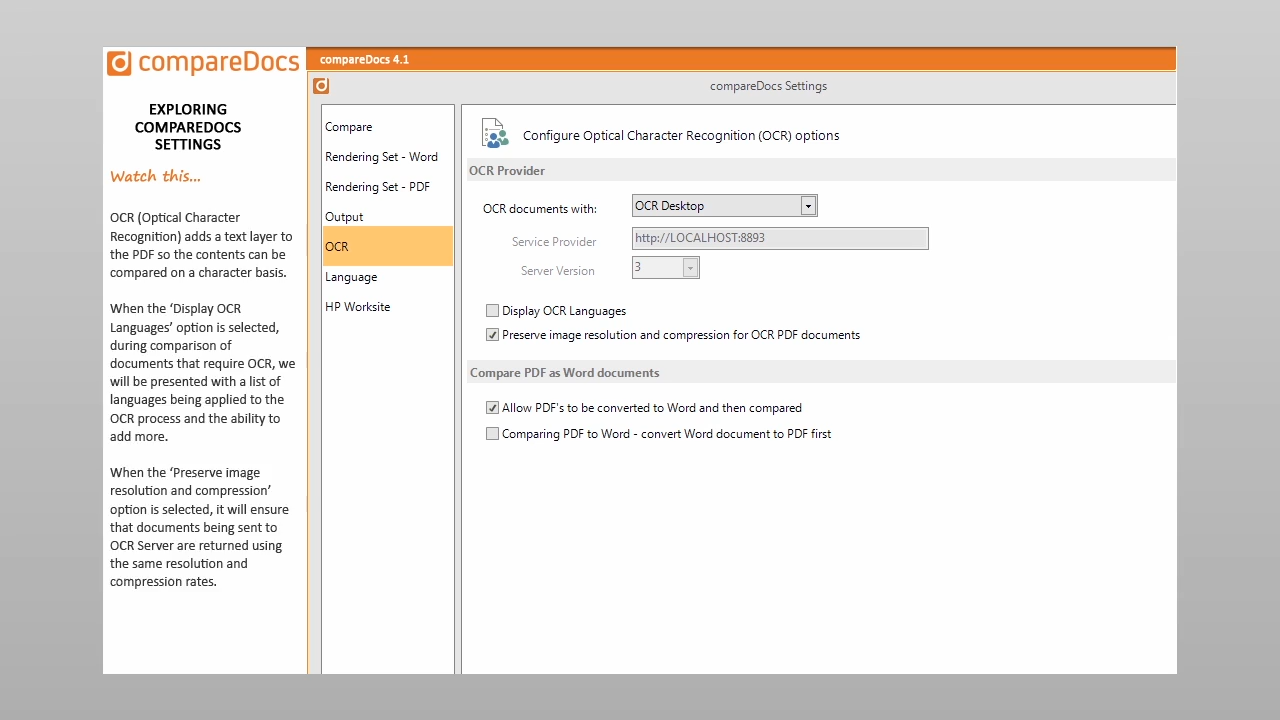 compareDocs
EXPLORING
COMPAREDOCS
SETTINGS
Watch this...
OCR (Optical Character
Recognition) adds a text layer to
the PDF so the contents can be
compared on a character basis.
When the ‘Display OCR
Languages’ option is selected,
during comparison of
documents that require OCR, we
will be presented with a list of
languages being applied to the
OCR process and the ability to
add more.
When the ‘Preserve image
resolution and compression’
option is selected, it will ensure
that documents being sent to
OCR Server are returned using
the same resolution and
compression rates.
compareDocs 4.1
compareDocs Settings
Compare
Rendering Set - Word
Rendering Set - PDF
Output
OCR
Language
HP Worksite
Configure Optical Character Recognition (OCR) options
OCR Provider
OCR documents with: OCR Desktop
Service Provider http://LOCALHOST:8893
Server Version 3
Display OCR Languages
Preserve image resolution and compression for OCR PDF documents
Compare PDF as Word documents
Allow PDF's to be converted to Word and then compared
Comparing PDF to Word - convert Word document to PDF first